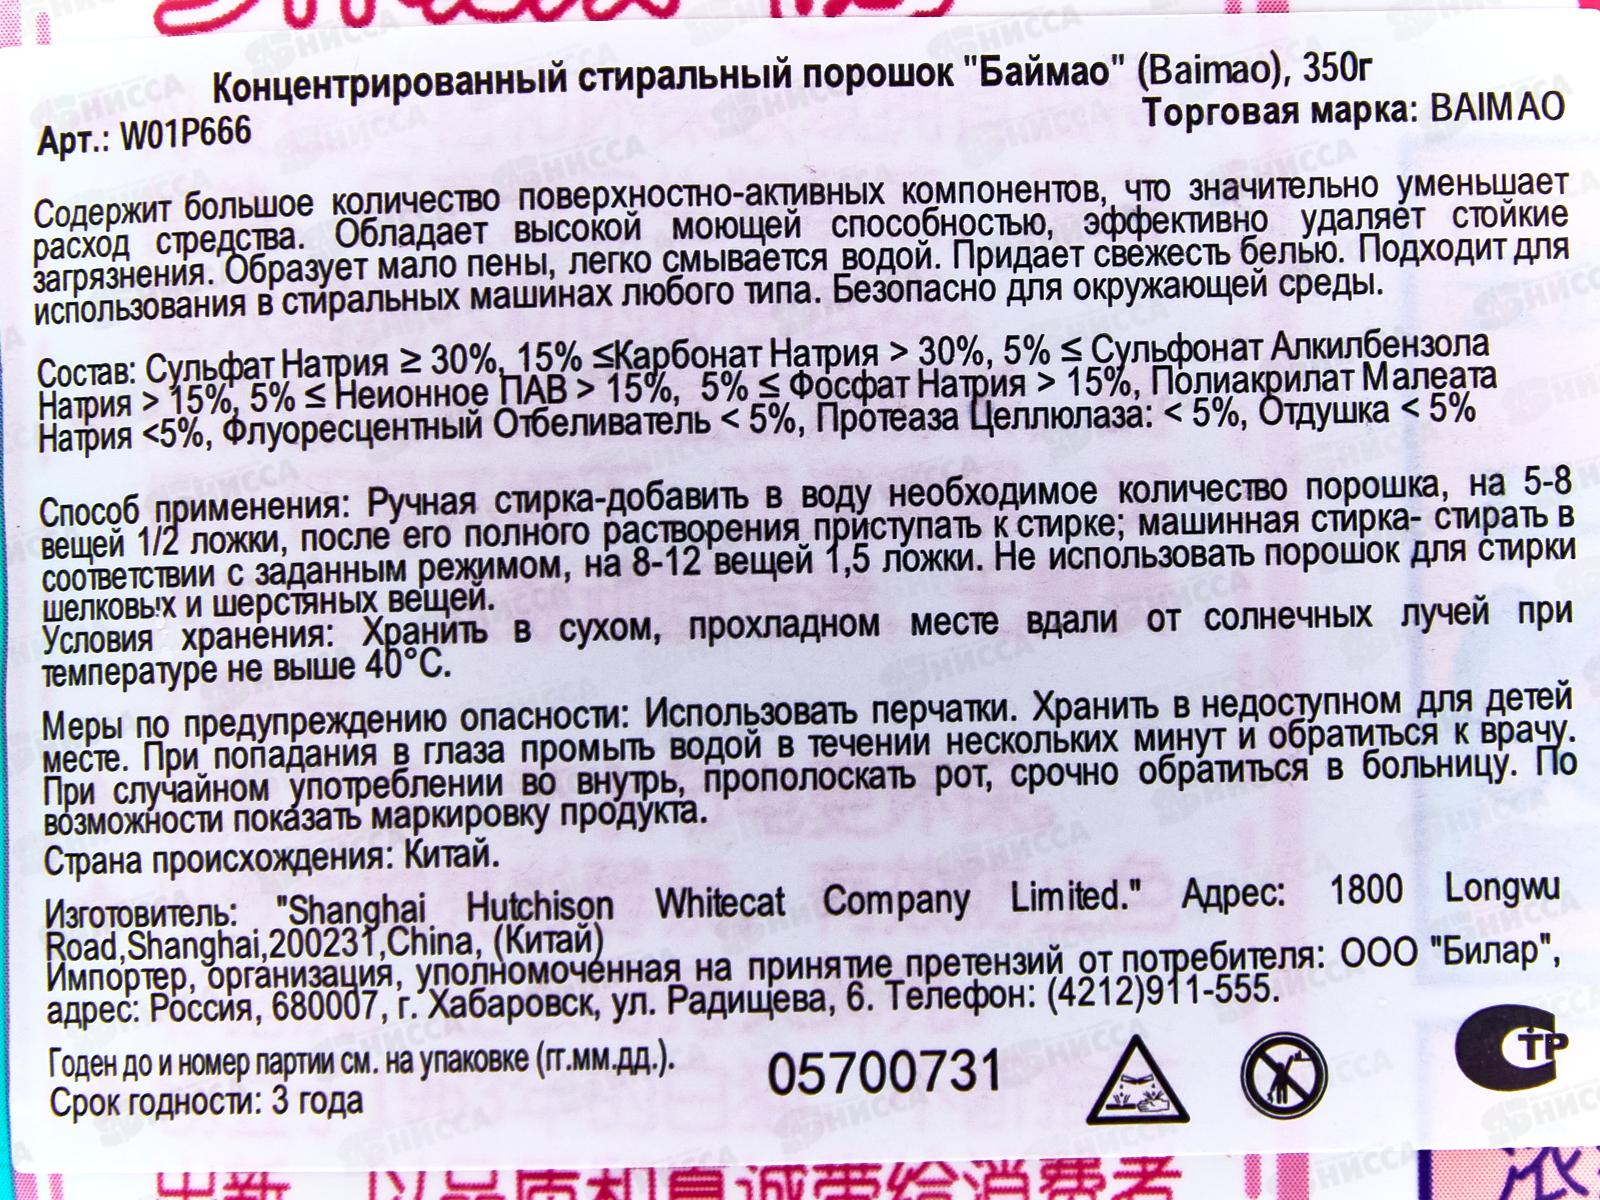 Концентрированный стиральный порошок "Баймао" (Baimao), 350г
Арт.: W01P666
Торговая марка: BAIMAO
Содержит большое количество поверхностно-активных компонентов, что значительно уменьшает
расход стредства. Обладает высокой моющей способностью, эффективно удаляет стойкие
загрязнения. Образует мало пены, легко смывается водой. Придает свежесть белью. Подходит для
использования в стиральных машинах любого типа. Безопасно для окружающей среды.
Состав: Сульфат Натрия ≥ 30%, 15% ≤Карбонат Натрия > 30%, 5% ≤ Сульфонат Алкилбензола
Натрия > 15%, 5% ≤ Неионное ПАВ > 15%, 5% ≤ Фосфат Натрия > 15%, Полиакрилат Малеата
Натрия <5%, Флуоресцентный Отбеливатель < 5%, Протеаза Целлюлаза: < 5%, Отдушка < 5%
Способ применения: Ручная стирка-добавить в воду необходимое количество порошка, на 5-8
вещей 1/2 ложки, после его полного растворения приступать к стирке; машинная стирка- стирать в
соответствии с заданным режимом, на 8-12 вещей 1,5 ложки. Не использовать порошок для стирки
шелковых и шерстяных вещей.
Условия хранения: Хранить в сухом, прохладном месте вдали от солнечных лучей при
температуре не выше 40°С.
Меры по предупреждению опасности: Использовать перчатки. Хранить в недоступном для детей
месте. При попадания в глаза промыть водой в течении нескольких минут и обратиться к врачу.
При случайном употреблении во внутрь, прополоскать рот, срочно обратиться в больницу. По
возможности показать маркировку продукта.
Страна происхождения: Китай.
Изготовитель: "Shanghai Hutchison Whitecat Company Limited." Адрес: 1800 Longwu
Road,Shanghai,200231,China, (Китай)
Импортер, организация, уполномоченная на принятие претензий от потребителя: ООО "Билар",
адрес: Россия, 680007, г. Хабаровск, ул. Радищева, 6. Телефон: (4212)911-555.
Годен до и номер партии см. на упаковке (гг.мм.дд.).
Срок годности: 3 года
05700731
СТР